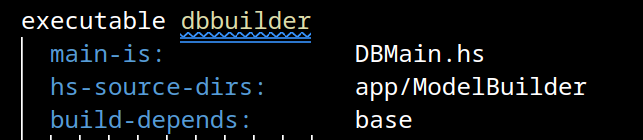 executable dbbuilder
main-is: DBMain.hs
hs-source-dirs: app/ModelBuilder
build-depends: base